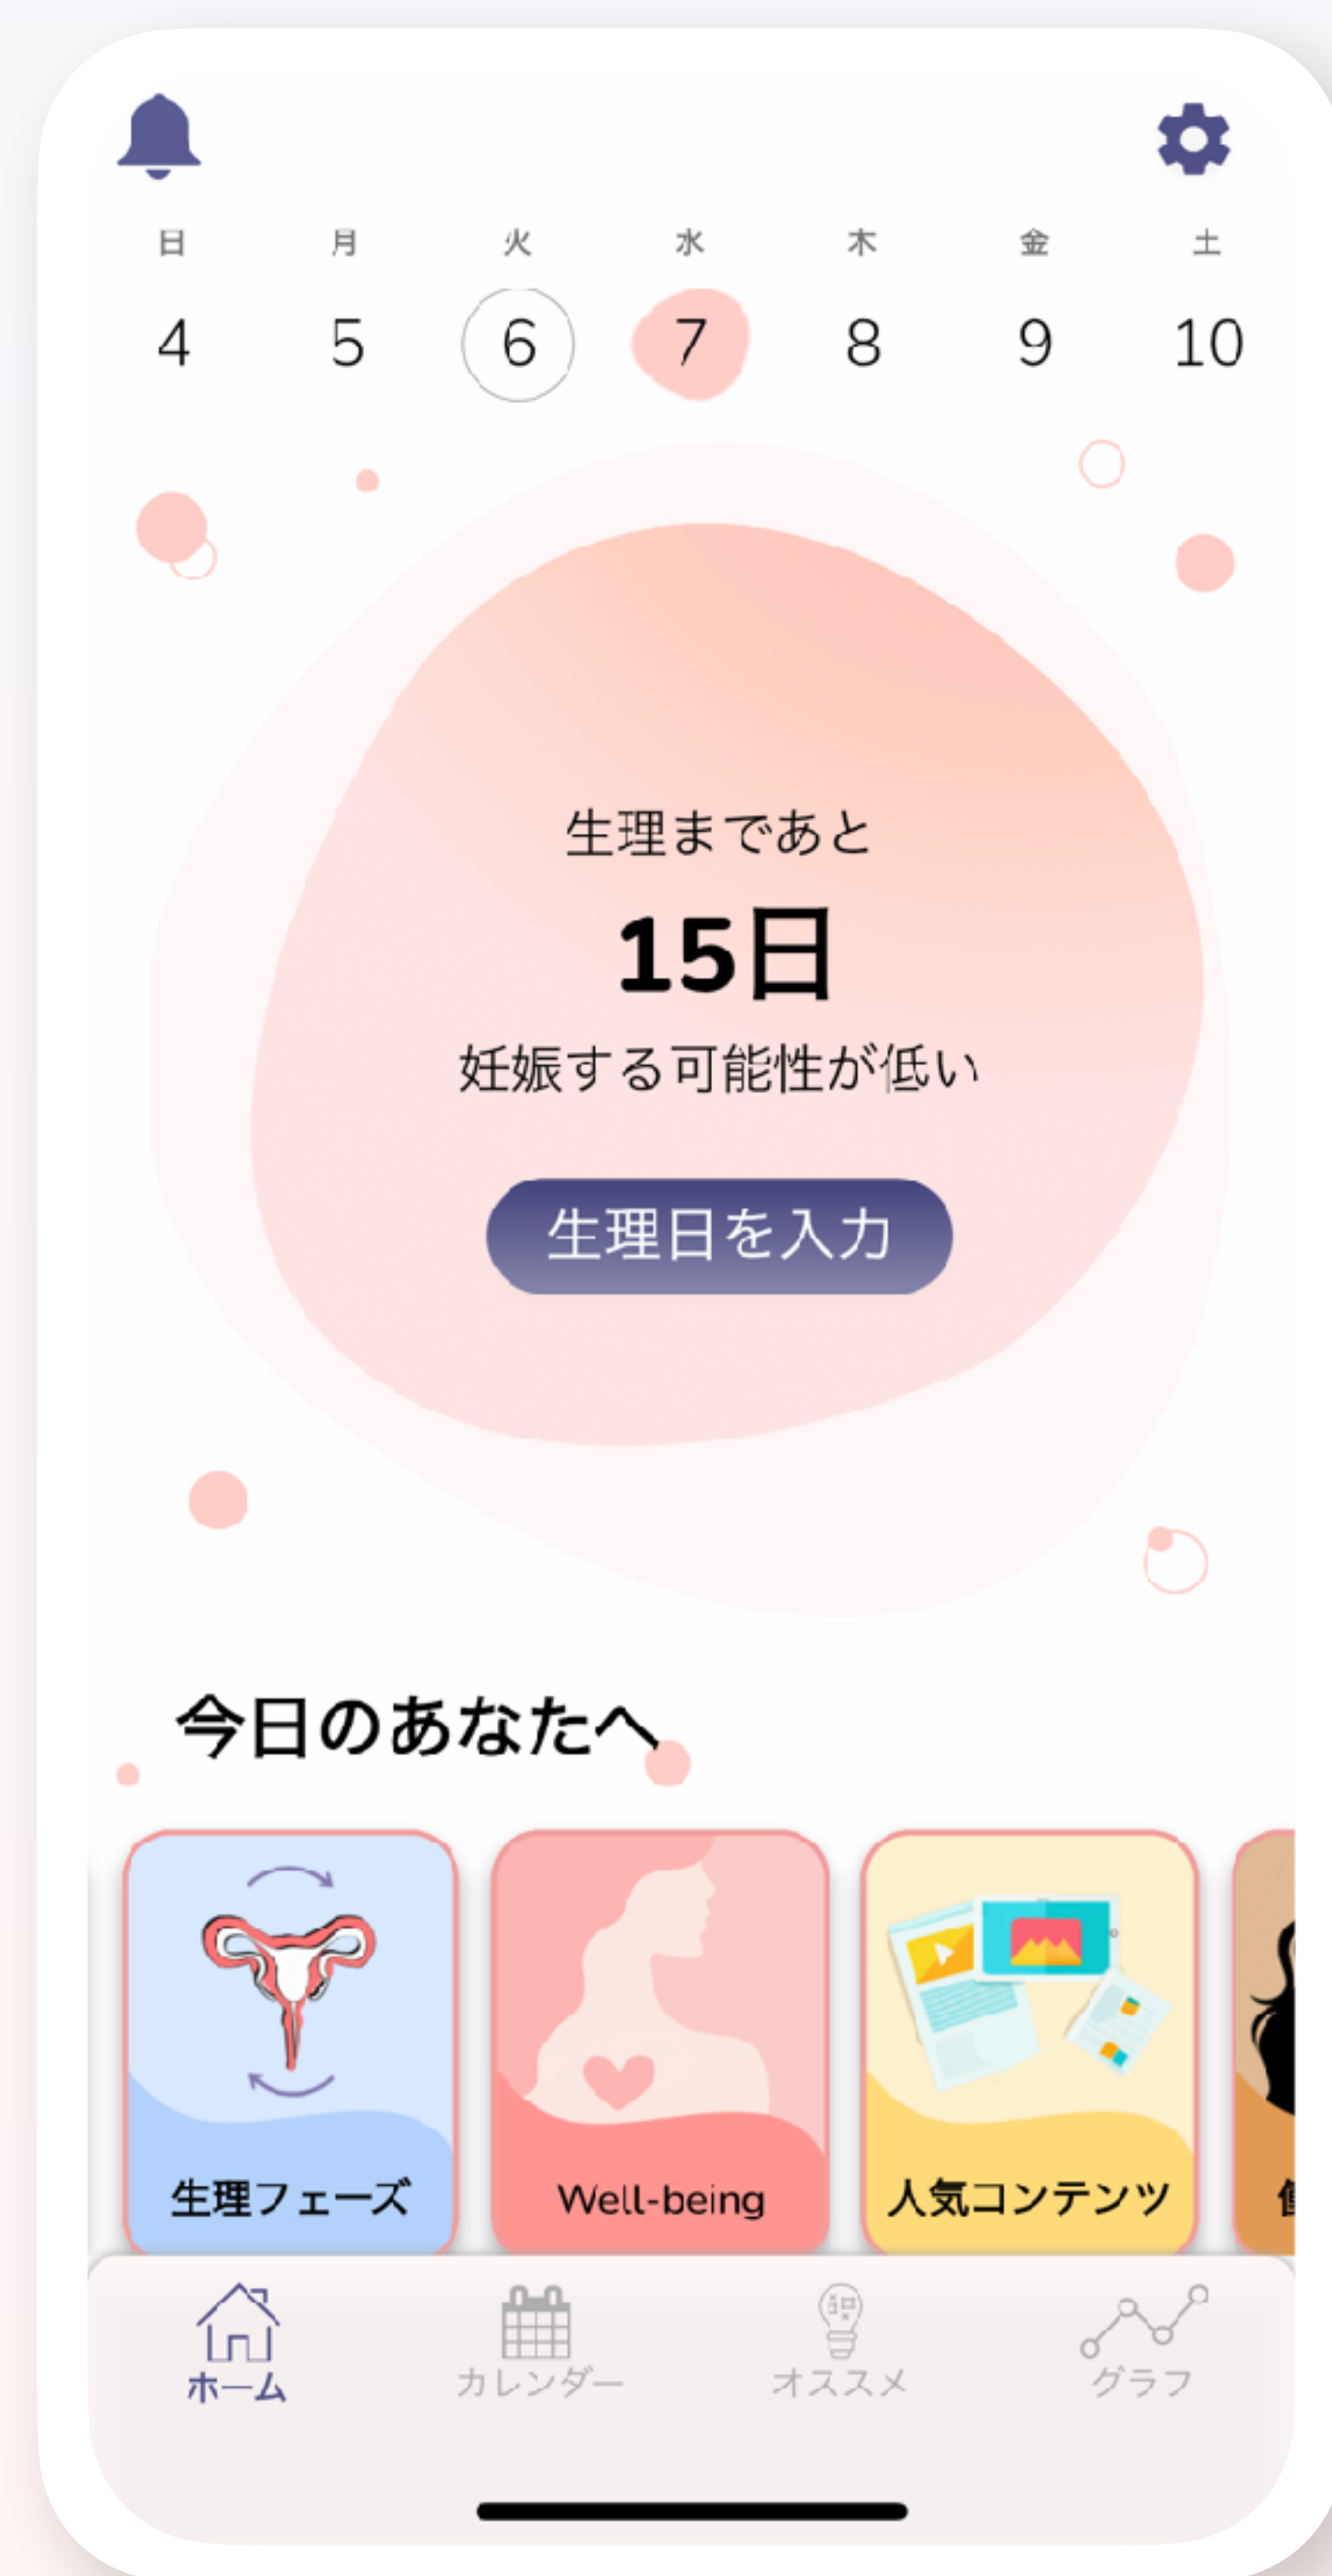 日 月 火 水 木 金 土
4 5 6 7 8 9 10
生理まであと
15日
妊娠する可能性が低い
生理日を入力
今日のあなたへ
生理フェーズ Well-being 人気コンテンツ
ホーム カレンダー オススメ グラフ